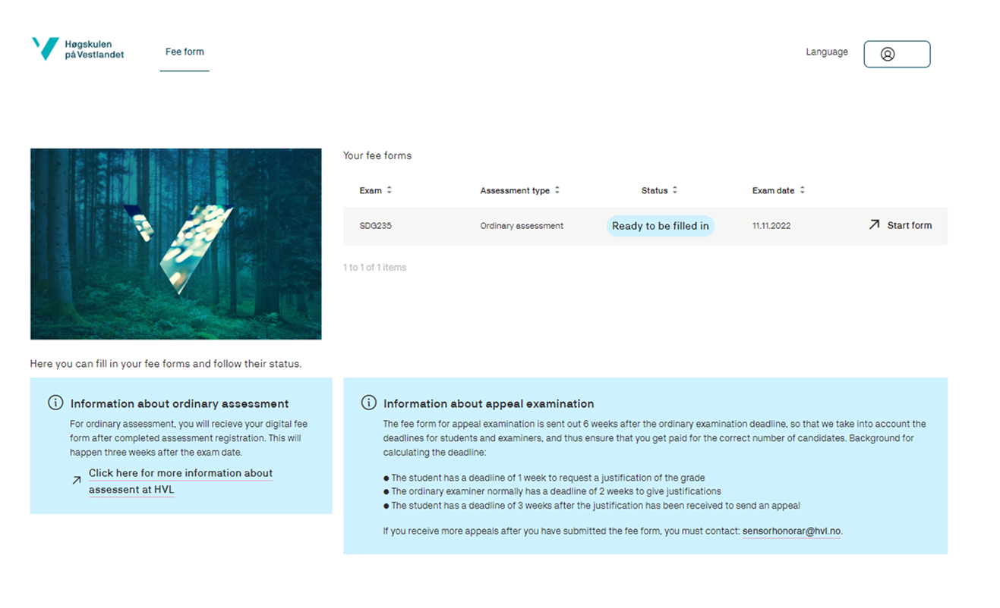 Høgskulen
på Vestlandet
Fee form
Language
Your fee forms
Exam Assessment type Status Exam date
SDG235 Ordinary assessment Ready to be filled in 11.11.2022 Start form
1 to 1 of 1 items
Here you can fill in your fee forms and follow their status.
Information about ordinary assessment
For ordinary assessment, you will recieve your digital fee
form after completed assessment registration. This will
happen three weeks after the exam date.
Click here for more information about
assessent at HVL
Information about appeal examination
The fee form for appeal examination is sent out 6 weeks after the ordinary examination deadline, so that we take into account the
deadlines for students and examiners, and thus ensure that you get paid for the correct number of candidates. Background for
calculating the deadline:
● The student has a deadline of 1 week to request a justification of the grade
● The ordinary examiner normally has a deadline of 2 weeks to give justifications
● The student has a deadline of 3 weeks after the justification has been received to send an appeal
If you receive more appeals after you have submitted the fee form, you must contact: sensorhonorar@hvl.no.